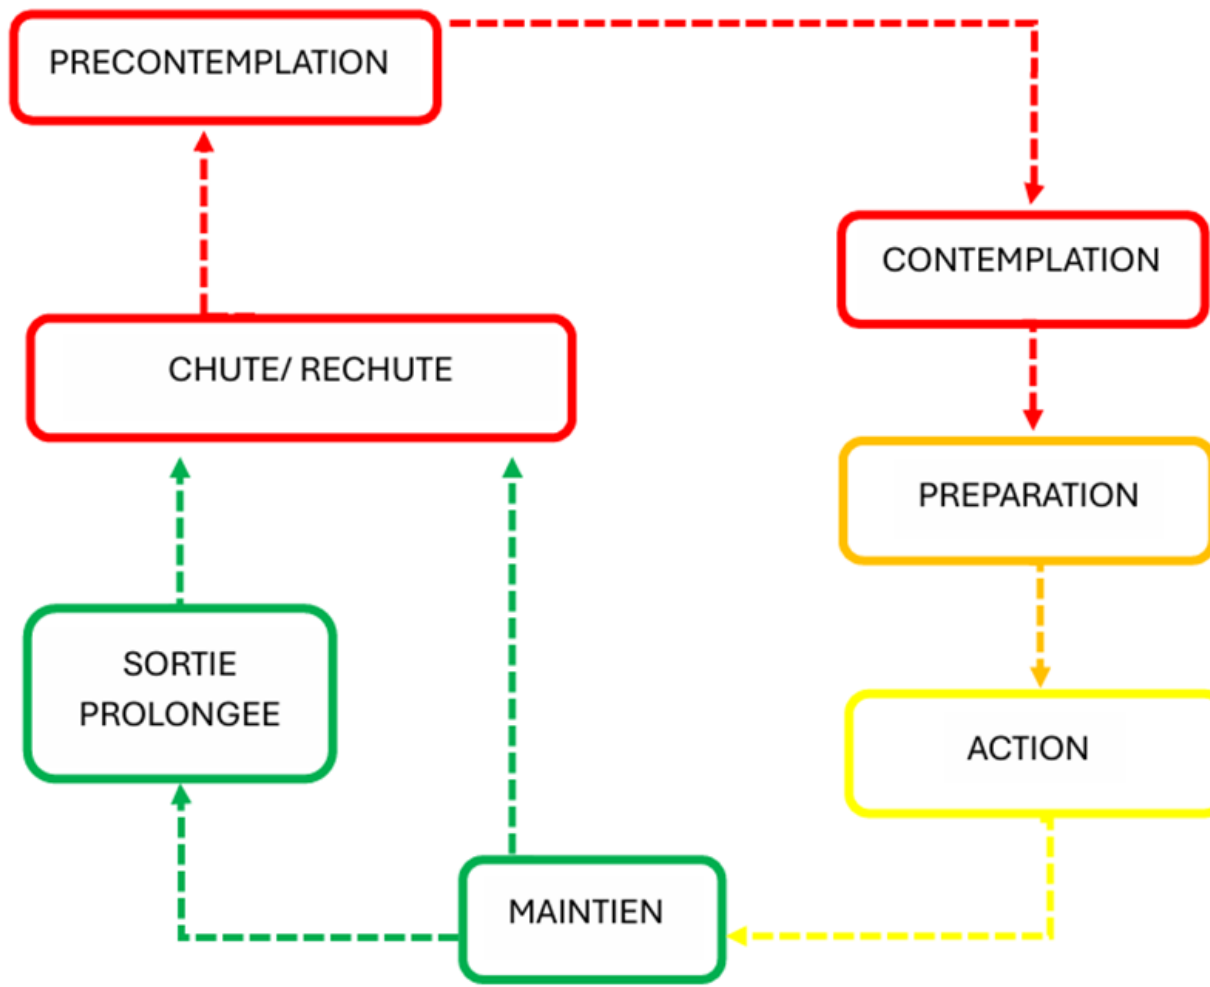 PRECONTEMPLATION
CONTEMPLATION
CHUTE/ RECHUTE
PREPARATION
SORTIE
PROLONGEE
ACTION
MAINTIEN